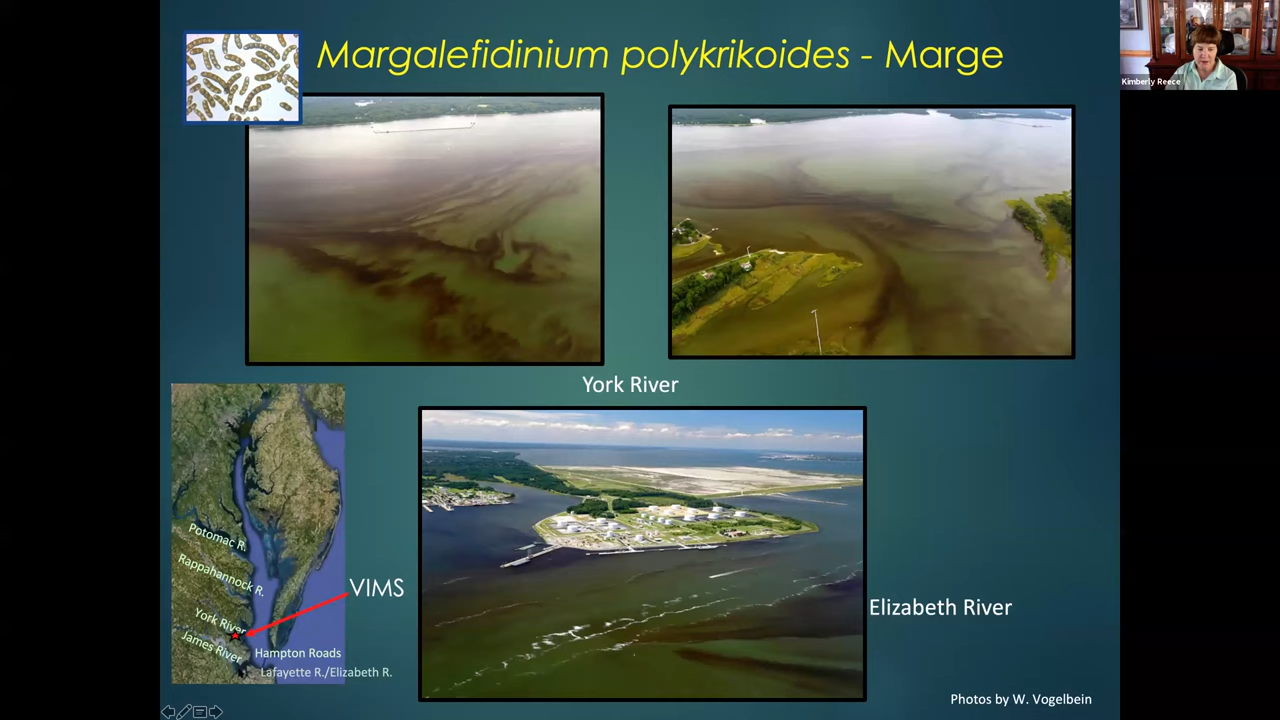 Margalefidinium polykrikoides - Marge
Kimberly Reece
York River
Potomac R.
Rappahannock R.
VIMS
York River
James River
Hampton Roads
Lafayette R./Elizabeth R.
Elizabeth River
Photos by W. Vogelbein